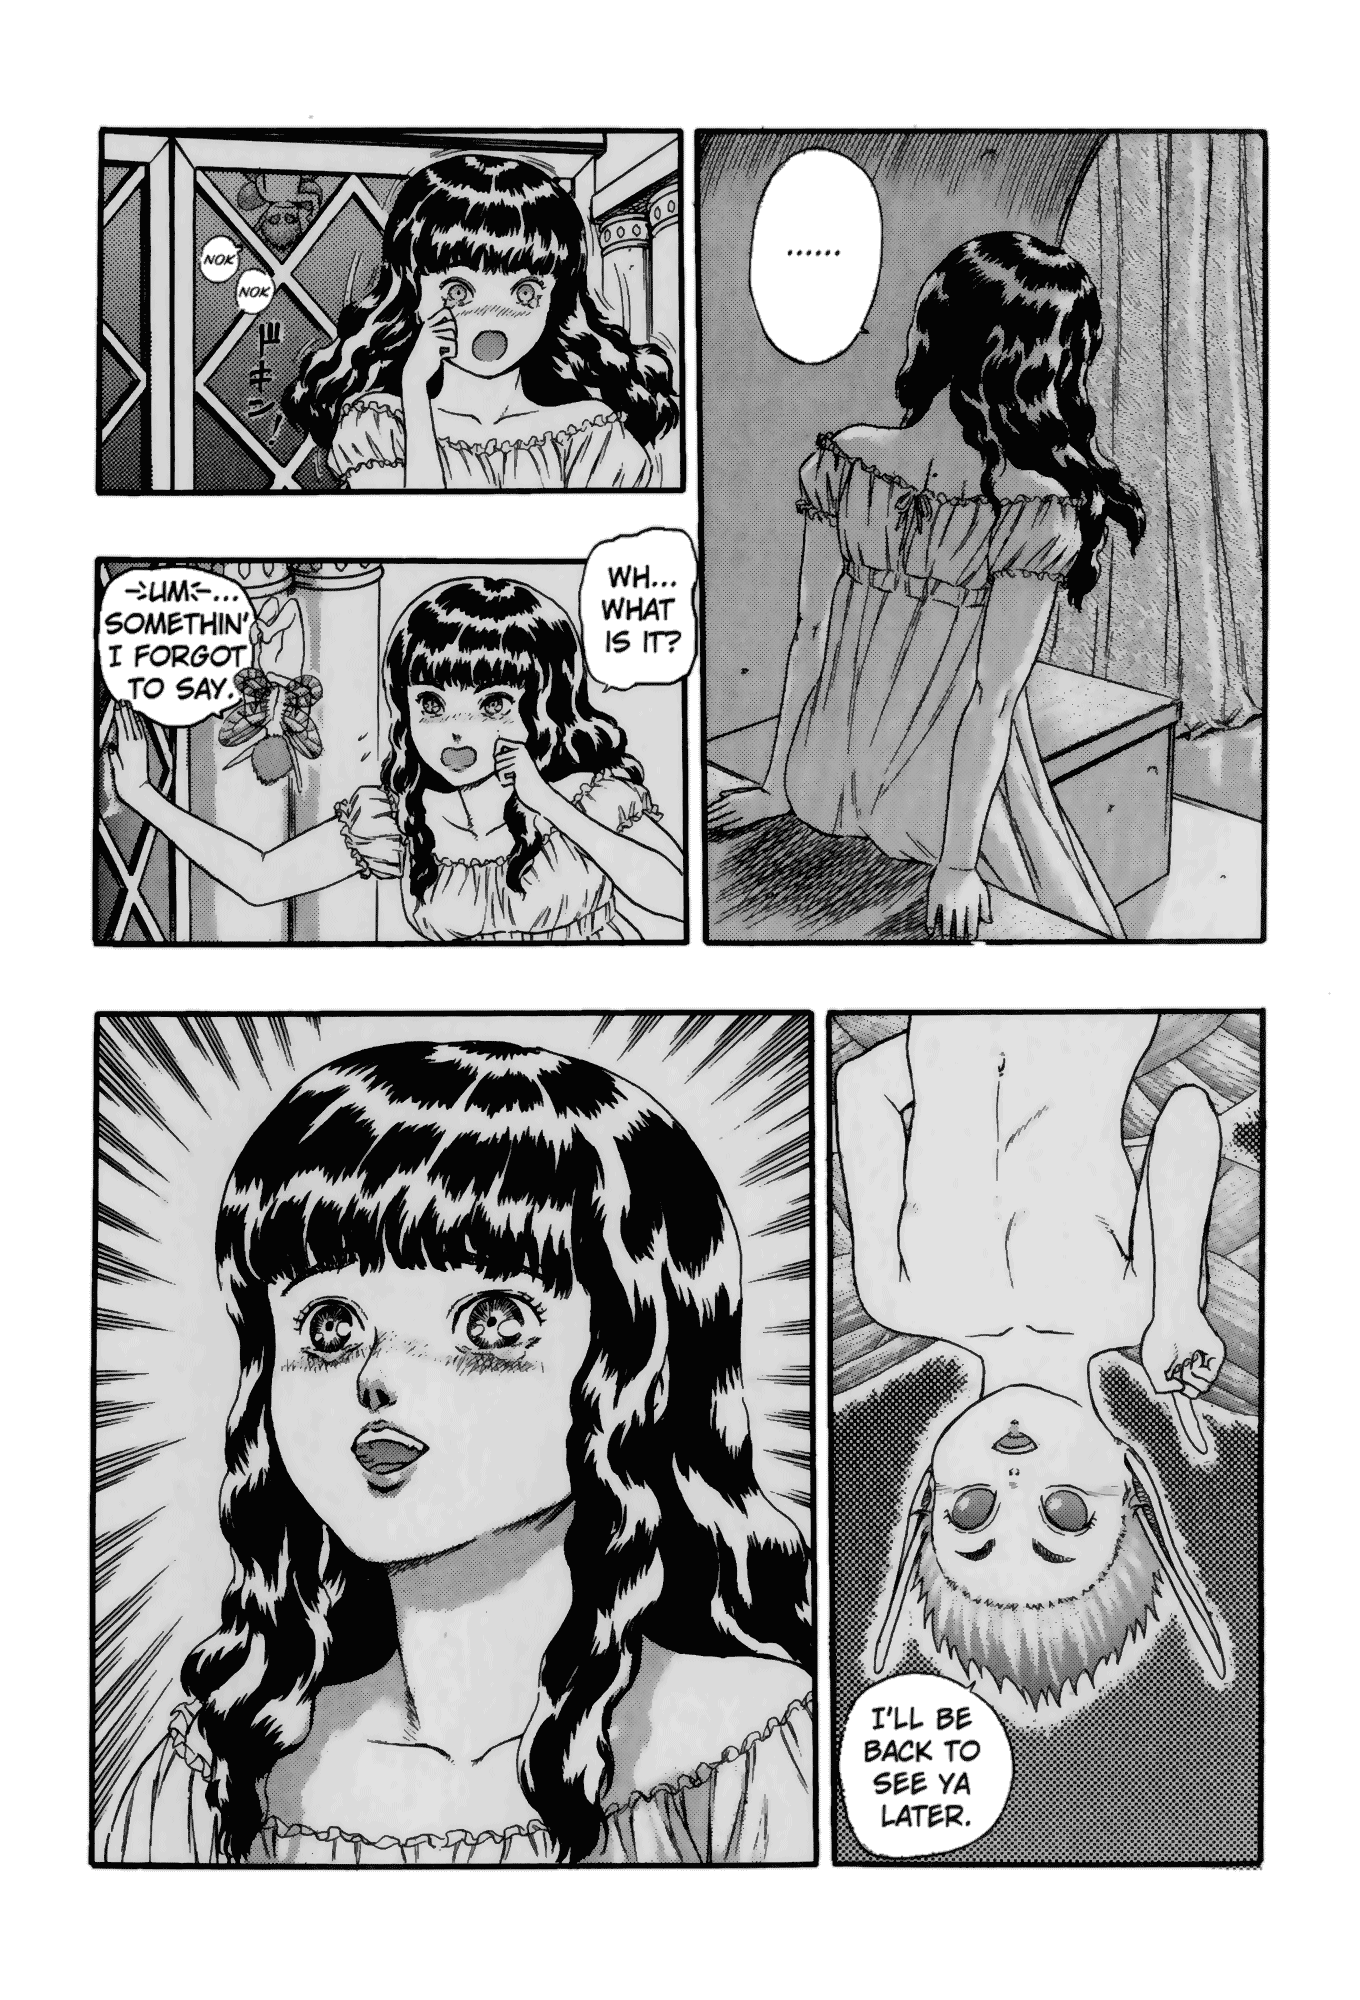 ......
NOK
NOK
ドキン!
WH...
WHAT
IS IT?
UM...
SOMETHIN'
I FORGOT
TO SAY.
I'LL BE
BACK TO
SEE YA
LATER.